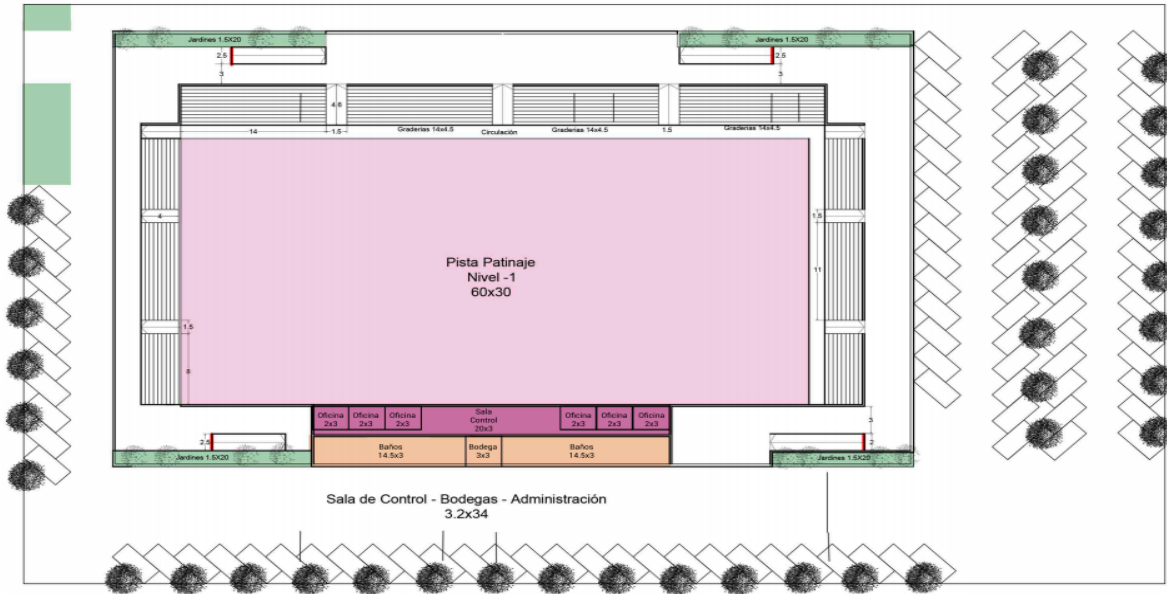 Jardines 1.5X20
Jardines 1.5X20
2.5
2.5
3
3
4.6
14
1.5
Graderias 14x4.5
Circulación
Graderias 14x4.5
1.5
Graderias 14x4.5
4
1.5
11
1.5
8
Pista Patinaje
Nivel -1
60x30
Oficina
2x3
Oficina
2x3
Oficina
2x3
Sala
Control
20x3
Oficina
2x3
Oficina
2x3
Oficina
2x3
3
2.5
2
Baños
14.5x3
Bodega
3x3
Baños
14.5x3
Jardines 1.5X20
Jardines 1.5X20
Sala de Control - Bodegas - Administración
3.2x34